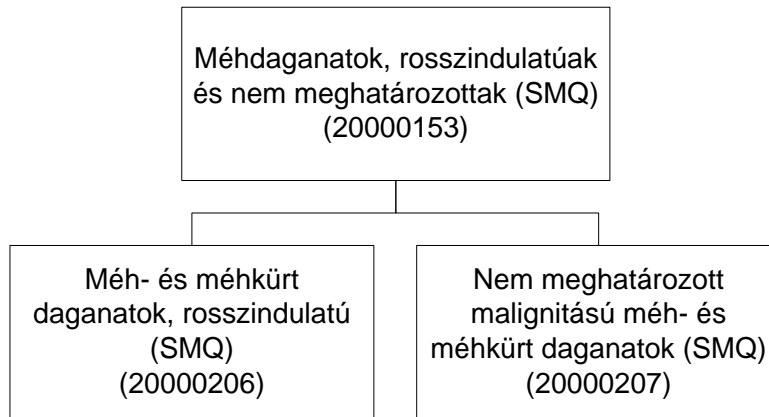 Méhdaganatok, rosszindulatúak
és nem meghatározottak (SMQ)
(20000153)
Méh- és méhkürt
daganatok, rosszindulatú
(SMQ)
(20000206)
Nem meghatározott
malignitású méh- és
méhkürt daganatok (SMQ)
(20000207)